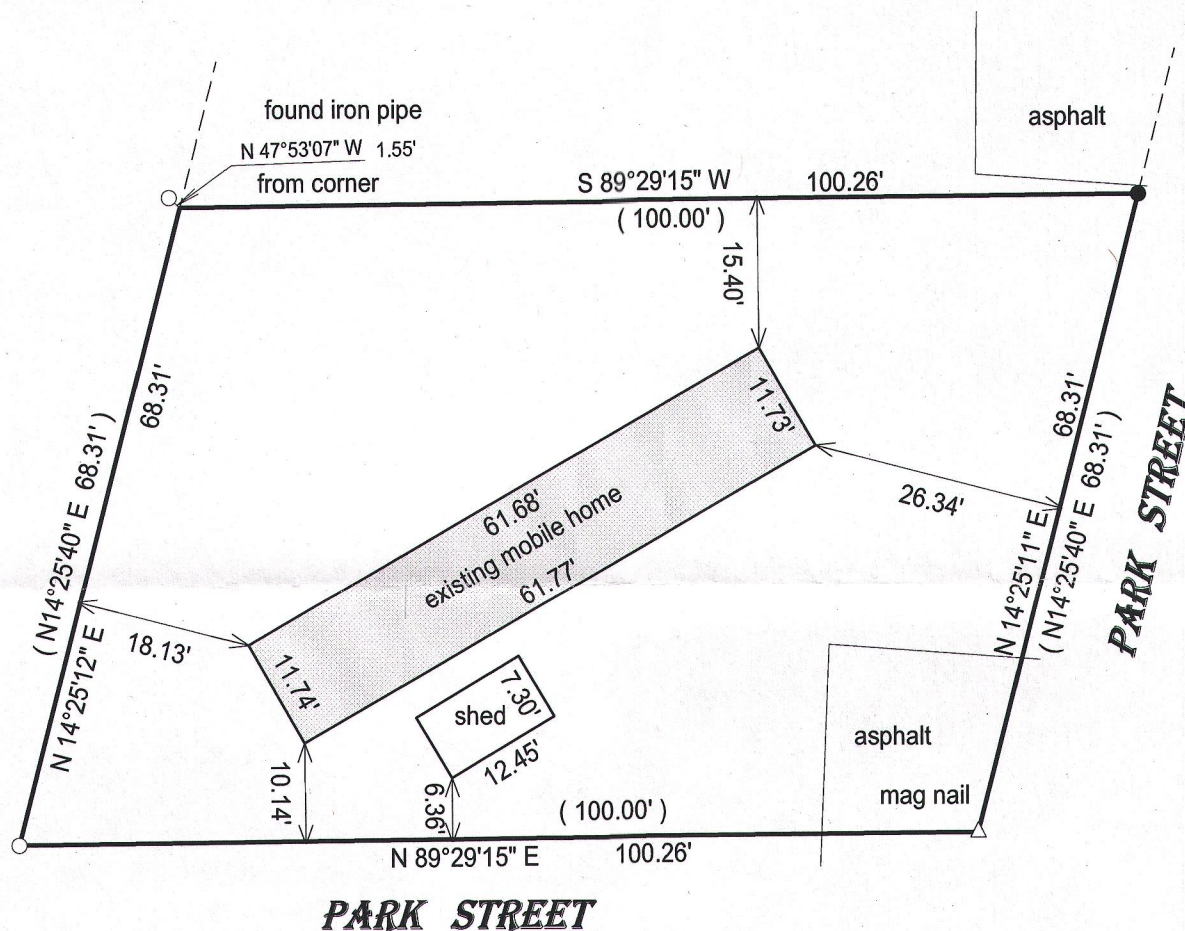 found iron pipe
N 47°53'07" W 1.55'
from corner
asphalt
S 89°29'15" W 100.26'
( 100.00' )
15.40'
68.31'
( N14°25'40" E 68.31' )
N 14°25'12" E
11.73'
61.68'
existing mobile home
61.77'
26.34'
68.31'
N 14°25'11" E
( N14°25'40" E 68.31' )
PARK STREET
18.13'
11.74'
7.30'
shed
12.45'
10.14'
6.36'
asphalt
mag nail
( 100.00' )
N 89°29'15" E 100.26'
PARK STREET